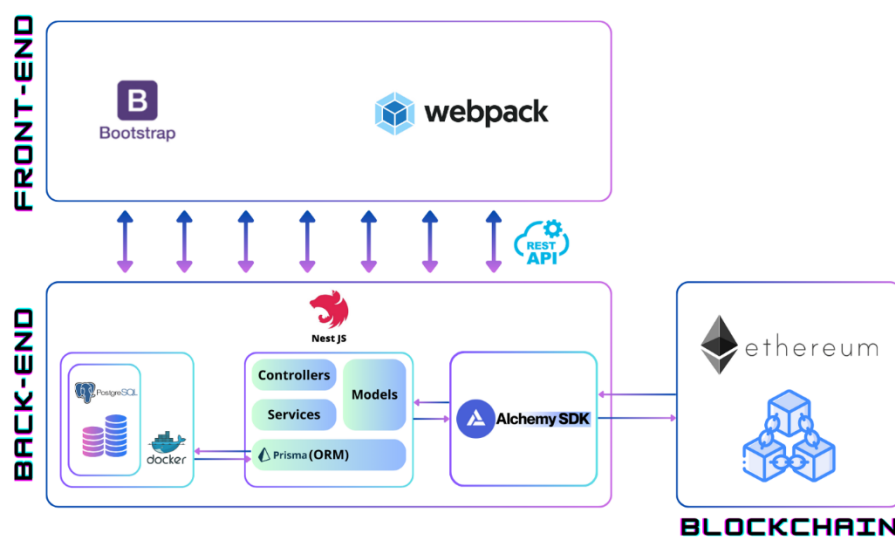 FRONT-END
B
Bootstrap
webpack
REST
API
BACK-END
Nest JS
PostgreSQL
docker
Controllers
Services
Models
Prisma (ORM)
Alchemy SDK
ethereum
BLOCKCHAIN